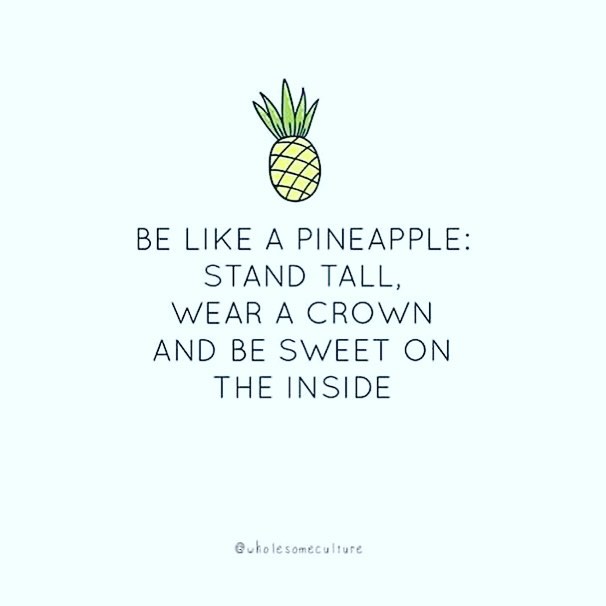 BE LIKE A PINEAPPLE:
STAND TALL,
WEAR A CROWN
AND BE SWEET ON
THE INSIDE
@wholesomeculture